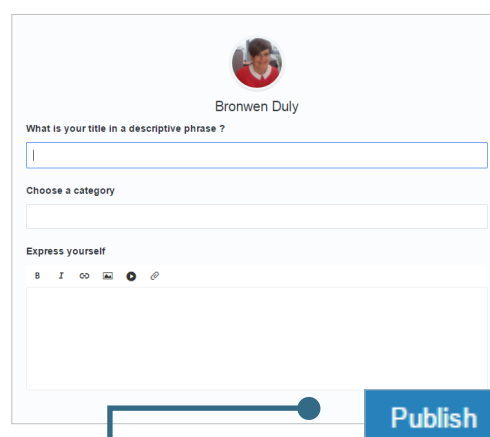 Bronwen Duly
What is your title in a descriptive phrase ?
Choose a category
Express yourself
B I
Publish